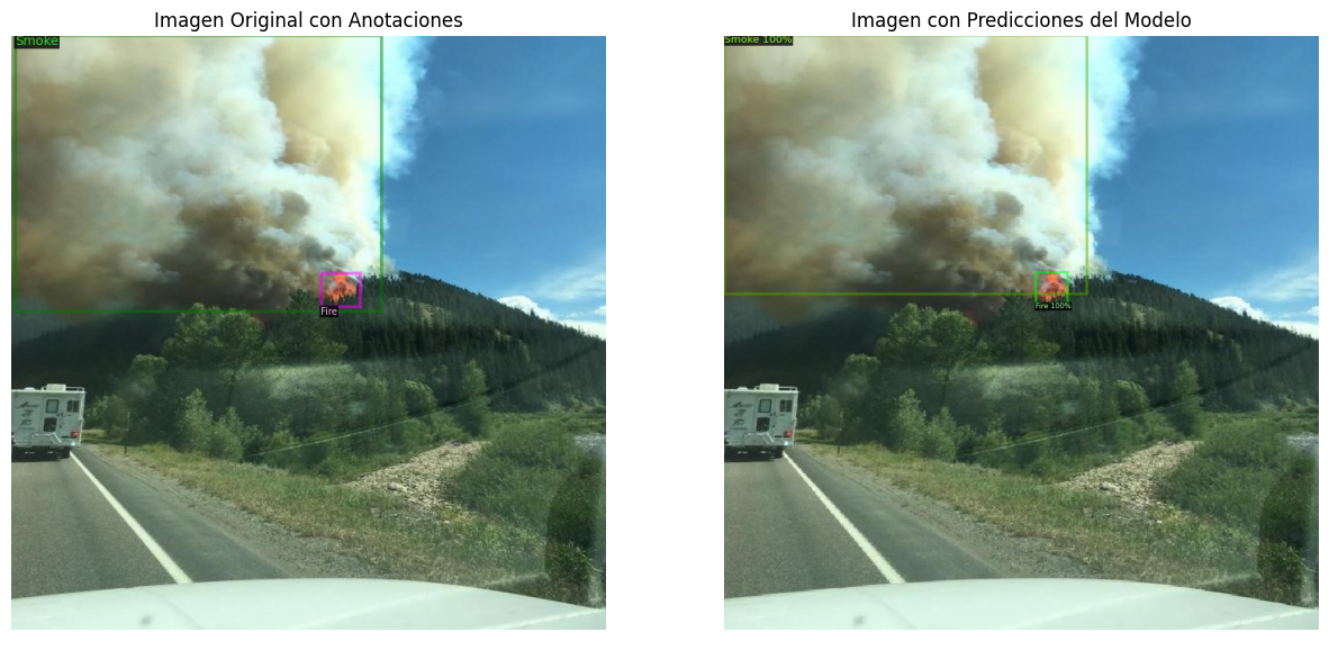 Imagen Original con Anotaciones
Imagen con Predicciones del Modelo
Smoke
Smoke 100%
Fire
Fire 100%